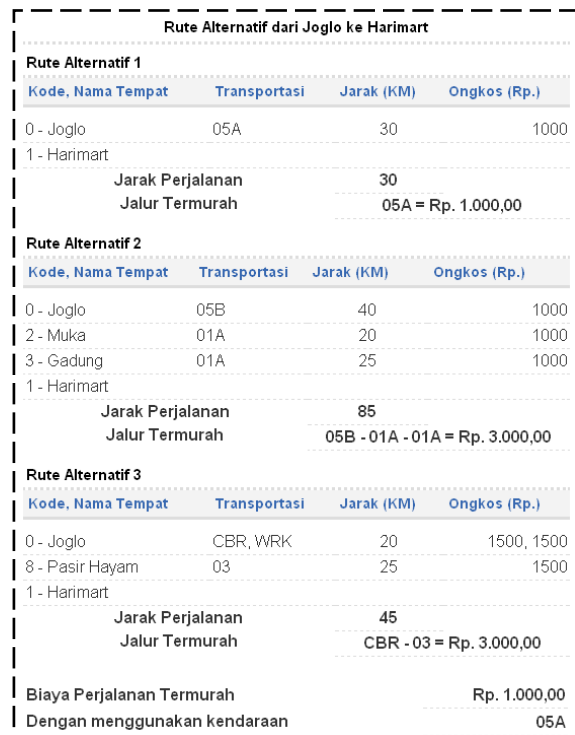 Rute Alternatif dari Joglo ke Harimart
Rute Alternatif 1
Kode, Nama Tempat Transportasi Jarak (KM) Ongkos (Rp.)
0 - Joglo 05A 30 1000
1 - Harimart
Jarak Perjalanan 30
Jalur Termurah 05A = Rp. 1.000,00
Rute Alternatif 2
Kode, Nama Tempat Transportasi Jarak (KM) Ongkos (Rp.)
0 - Joglo 05B 40 1000
2 - Muka 01A 20 1000
3 - Gadung 01A 25 1000
1 - Harimart
Jarak Perjalanan 85
Jalur Termurah 05B - 01A - 01A = Rp. 3.000,00
Rute Alternatif 3
Kode, Nama Tempat Transportasi Jarak (KM) Ongkos (Rp.)
0 - Joglo CBR, WRK 20 1500, 1500
8 - Pasir Hayam 03 25 1500
1 - Harimart
Jarak Perjalanan 45
Jalur Termurah CBR - 03 = Rp. 3.000,00
Biaya Perjalanan Termurah Rp. 1.000,00
Dengan menggunakan kendaraan 05A